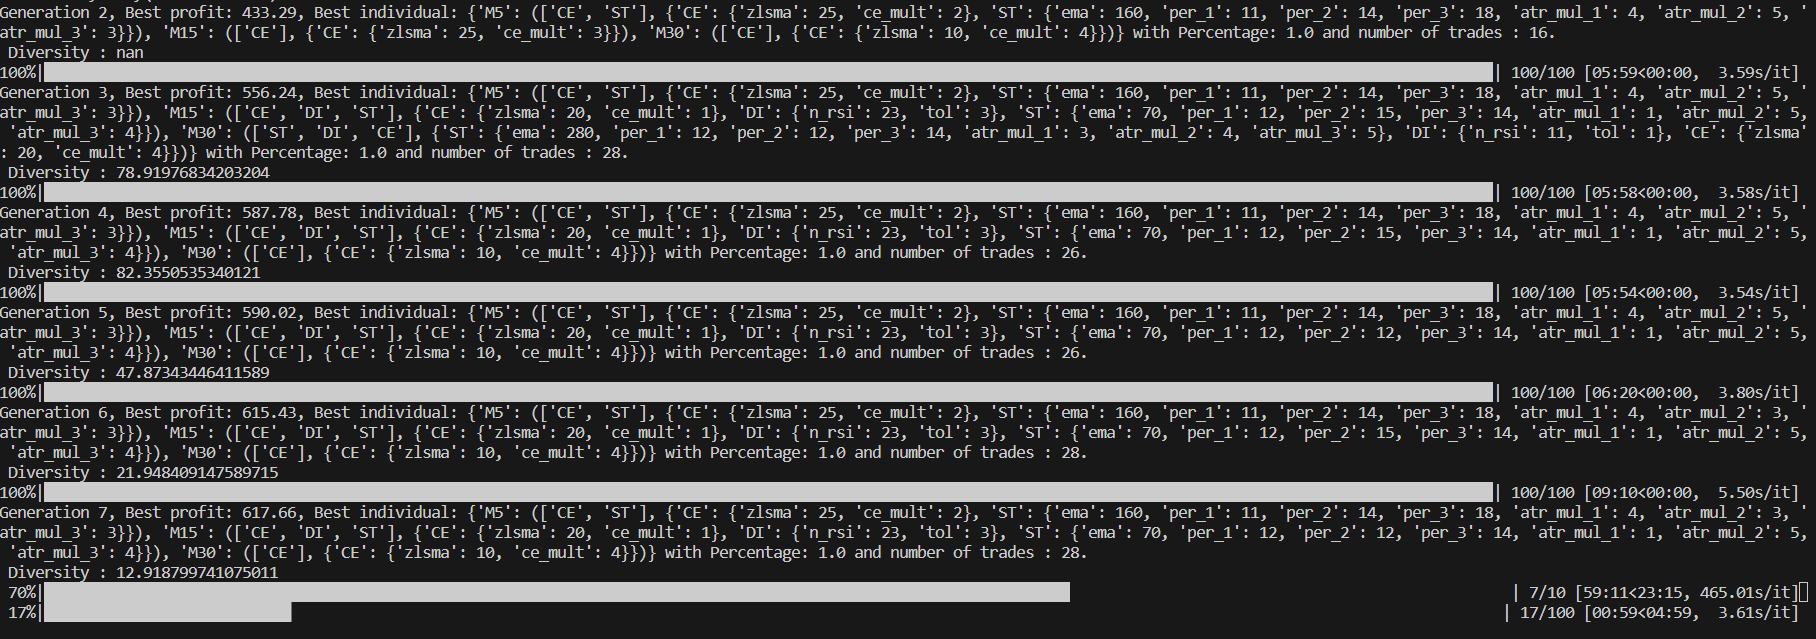 Generation 2, Best profit: 433.29, Best individual: {'M5': (['CE', 'ST'], {'CE': {'zlsma': 25, 'ce_mult': 2}, 'ST': {'ema': 160, 'per_1': 11, 'per_2': 14, 'per_3': 18, 'atr_mul_1': 4, 'atr_mul_2': 5, '
atr_mul_3': 3}}), 'M15': (['CE'], {'CE': {'zlsma': 25, 'ce_mult': 3}}), 'M30': (['CE'], {'CE': {'zlsma': 10, 'ce_mult': 4}})} with Percentage: 1.0 and number of trades : 16.
Diversity : nan
100%| | 100/100 [05:59<00:00, 3.59s/it]
Generation 3, Best profit: 556.24, Best individual: {'M5': (['CE', 'ST'], {'CE': {'zlsma': 25, 'ce_mult': 2}, 'ST': {'ema': 160, 'per_1': 11, 'per_2': 14, 'per_3': 18, 'atr_mul_1': 4, 'atr_mul_2': 5, '
atr_mul_3': 3}}), 'M15': (['CE', 'DI', 'ST'], {'CE': {'zlsma': 20, 'ce_mult': 1}, 'DI': {'n_rsi': 23, 'tol': 3}, 'ST': {'ema': 70, 'per_1': 12, 'per_2': 15, 'per_3': 14, 'atr_mul_1': 1, 'atr_mul_2': 5,
'atr_mul_3': 4}}), 'M30': (['ST', 'DI', 'CE'], {'ST': {'ema': 280, 'per_1': 12, 'per_2': 12, 'per_3': 14, 'atr_mul_1': 3, 'atr_mul_2': 4, 'atr_mul_3': 5}, 'DI': {'n_rsi': 11, 'tol': 1}, 'CE': {'zlsma'
: 20, 'ce_mult': 4}})} with Percentage: 1.0 and number of trades : 28.
Diversity : 78.91976834203204
100%| | 100/100 [05:58<00:00, 3.58s/it]
Generation 4, Best profit: 587.78, Best individual: {'M5': (['CE', 'ST'], {'CE': {'zlsma': 25, 'ce_mult': 2}, 'ST': {'ema': 160, 'per_1': 11, 'per_2': 14, 'per_3': 18, 'atr_mul_1': 4, 'atr_mul_2': 5, '
atr_mul_3': 3}}), 'M15': (['CE', 'DI', 'ST'], {'CE': {'zlsma': 20, 'ce_mult': 1}, 'DI': {'n_rsi': 23, 'tol': 3}, 'ST': {'ema': 70, 'per_1': 12, 'per_2': 15, 'per_3': 14, 'atr_mul_1': 1, 'atr_mul_2': 5,
'atr_mul_3': 4}}), 'M30': (['CE'], {'CE': {'zlsma': 10, 'ce_mult': 4}})} with Percentage: 1.0 and number of trades : 26.
Diversity : 82.3550535340121
100%| | 100/100 [05:54<00:00, 3.54s/it]
Generation 5, Best profit: 590.02, Best individual: {'M5': (['CE', 'ST'], {'CE': {'zlsma': 25, 'ce_mult': 2}, 'ST': {'ema': 160, 'per_1': 11, 'per_2': 14, 'per_3': 18, 'atr_mul_1': 4, 'atr_mul_2': 5, '
atr_mul_3': 3}}), 'M15': (['CE', 'DI', 'ST'], {'CE': {'zlsma': 20, 'ce_mult': 1}, 'DI': {'n_rsi': 23, 'tol': 3}, 'ST': {'ema': 70, 'per_1': 12, 'per_2': 12, 'per_3': 14, 'atr_mul_1': 1, 'atr_mul_2': 5,
'atr_mul_3': 4}}), 'M30': (['CE'], {'CE': {'zlsma': 10, 'ce_mult': 4}})} with Percentage: 1.0 and number of trades : 26.
Diversity : 47.87343446411589
100%| | 100/100 [06:20<00:00, 3.80s/it]
Generation 6, Best profit: 615.43, Best individual: {'M5': (['CE', 'ST'], {'CE': {'zlsma': 25, 'ce_mult': 2}, 'ST': {'ema': 160, 'per_1': 11, 'per_2': 14, 'per_3': 18, 'atr_mul_1': 4, 'atr_mul_2': 3, '
atr_mul_3': 3}}), 'M15': (['CE', 'DI', 'ST'], {'CE': {'zlsma': 20, 'ce_mult': 1}, 'DI': {'n_rsi': 23, 'tol': 3}, 'ST': {'ema': 70, 'per_1': 12, 'per_2': 15, 'per_3': 14, 'atr_mul_1': 1, 'atr_mul_2': 5,
'atr_mul_3': 4}}), 'M30': (['CE'], {'CE': {'zlsma': 10, 'ce_mult': 4}})} with Percentage: 1.0 and number of trades : 28.
Diversity : 21.948409147589715
100%| | 100/100 [09:10<00:00, 5.50s/it]
Generation 7, Best profit: 617.66, Best individual: {'M5': (['CE', 'ST'], {'CE': {'zlsma': 25, 'ce_mult': 2}, 'ST': {'ema': 160, 'per_1': 11, 'per_2': 14, 'per_3': 18, 'atr_mul_1': 4, 'atr_mul_2': 3, '
atr_mul_3': 3}}), 'M15': (['CE', 'DI', 'ST'], {'CE': {'zlsma': 20, 'ce_mult': 1}, 'DI': {'n_rsi': 23, 'tol': 3}, 'ST': {'ema': 70, 'per_1': 12, 'per_2': 12, 'per_3': 14, 'atr_mul_1': 1, 'atr_mul_2': 5,
'atr_mul_3': 4}}), 'M30': (['CE'], {'CE': {'zlsma': 10, 'ce_mult': 4}})} with Percentage: 1.0 and number of trades : 28.
Diversity : 12.918799741075011
70%| | 7/10 [59:11<23:15, 465.01s/it]
17%| | 17/100 [00:59<04:59, 3.61s/it]